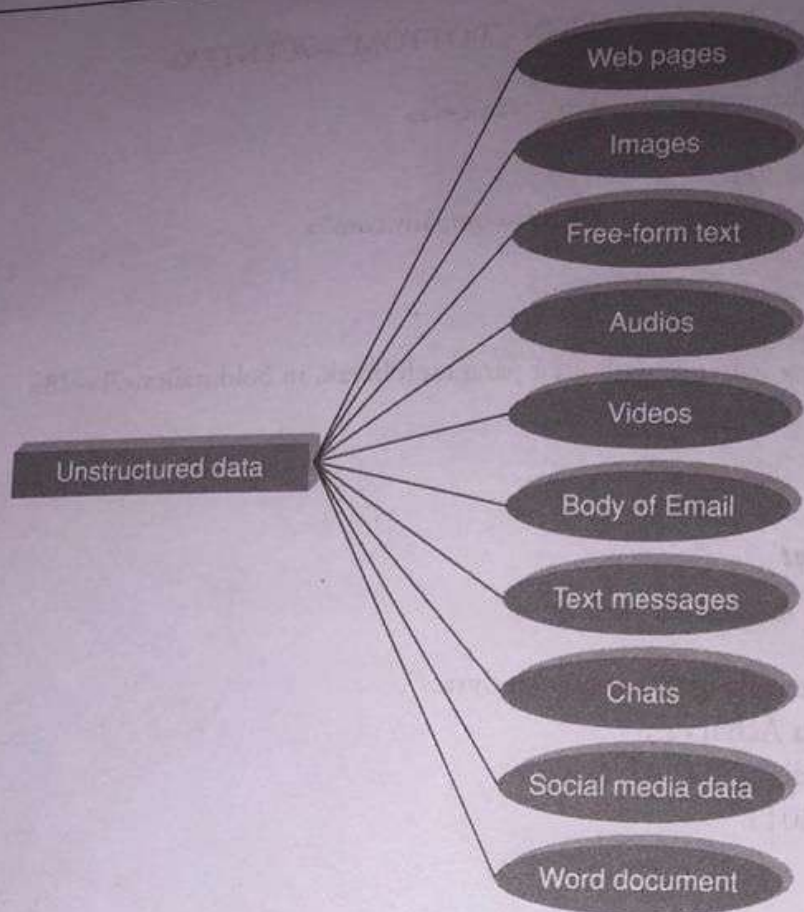 Web pages
Images
Free-form text
Audios
Videos
Unstructured data
Body of Email
Text messages
Chats
Social media data
Word document